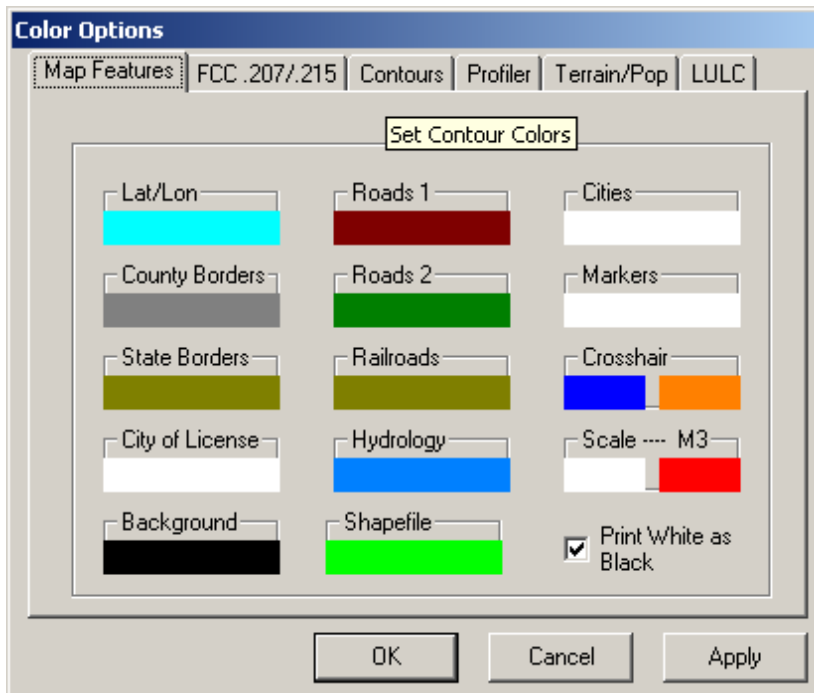 Color Options
Map Features FCC .207/.215 Contours Profiler Terrain/Pop LULC
Set Contour Colors
Lat/Lon Roads 1 Cities
County Borders Roads 2 Markers
State Borders Railroads Crosshair
City of License Hydrology Scale ---- M3
Background Shapefile Print White as
Black
OK Cancel Apply